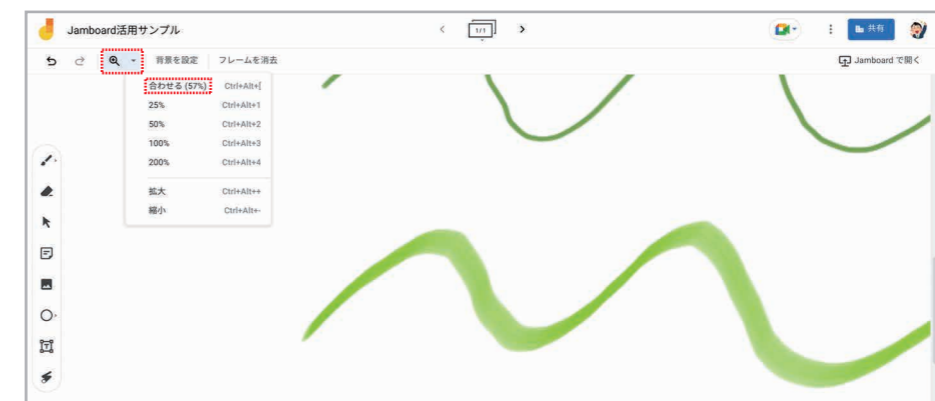 Jamboard活用サンプル
1/1
共有
背景を設定
フレームを消去
Jamboard で開く
合わせる (57%) Ctrl+Alt+[
25% Ctrl+Alt+1
50% Ctrl+Alt+2
100% Ctrl+Alt+3
200% Ctrl+Alt+4
拡大 Ctrl+Alt++
縮小 Ctrl+Alt+-
T